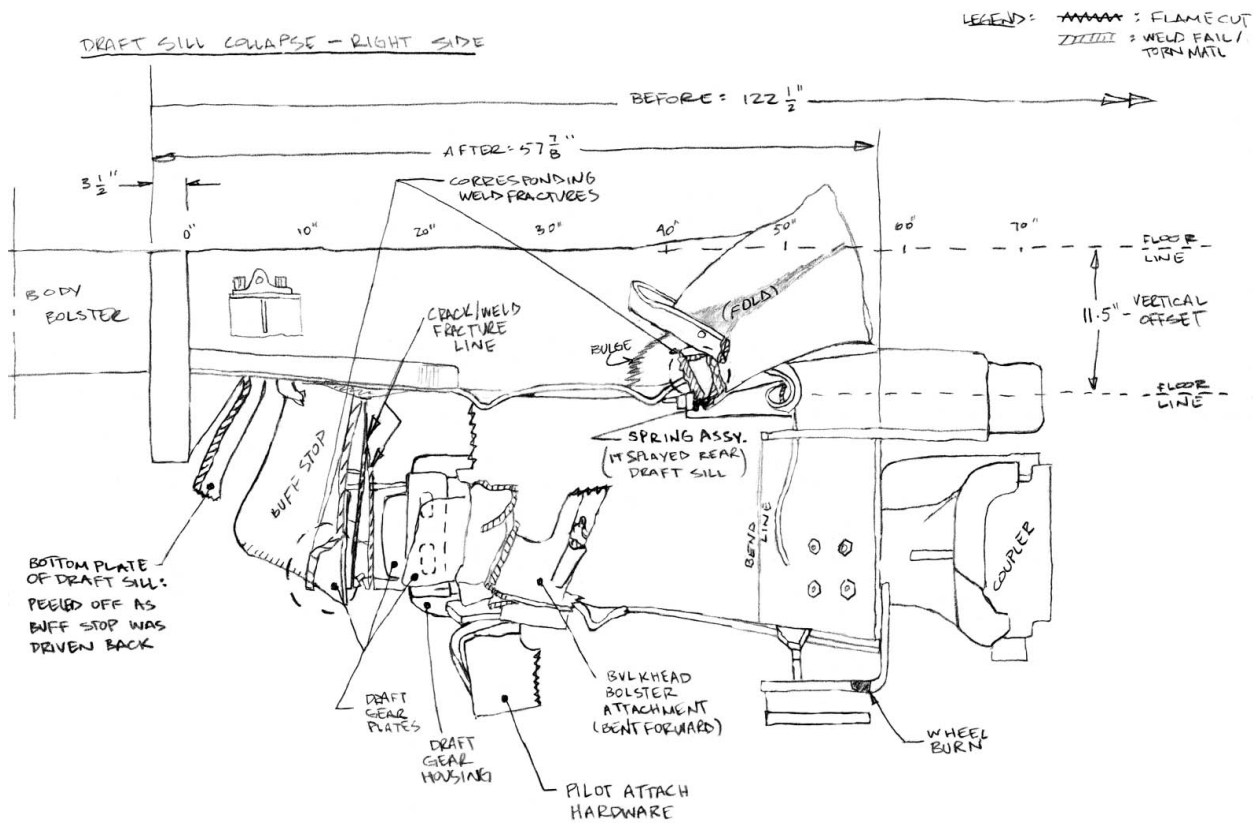 DRAFT SILL COLLAPSE - RIGHT SIDE
LEGEND: : FLAME CUT
: WELD FAIL/
TORN MATL
BEFORE = 122 1/2"
AFTER = 57 7/8"
3 1/2"
CORRESPONDING
WELD FRACTURES
0" 10" 20" 30" 40" 50" 60" 70"
FLOOR
LINE
BODY
BOLSTER
CRACK/WELD
FRACTURE
LINE
BULGE
(FOLD)
11.5" - VERTICAL
OFFSET
FLOOR
LINE
SPRING ASSY.
(IT SPLAYED REAR)
DRAFT SILL
BUFF STOP
BEND
LINE
COUPLER
BOTTOM PLATE
OF DRAFT SILL:
PEELED OFF AS
BUFF STOP WAS
DRIVEN BACK
DRAFT
GEAR
PLATES
DRAFT
GEAR
HOUSING
BULKHEAD
BOLSTER
ATTACHMENT
(BENT FORWARD)
WHEEL
BURN
PILOT ATTACH
HARDWARE